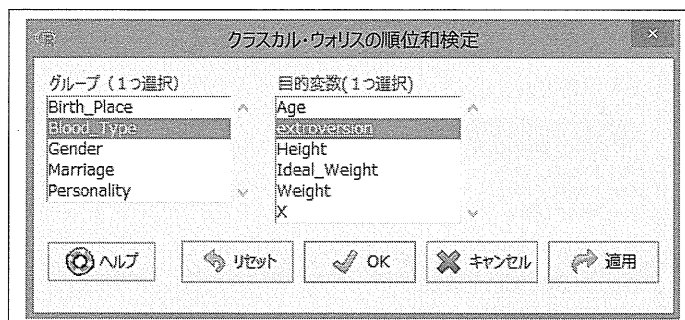 クラスカル・ウォリスの順位和検定
グループ（1つ選択）
Birth_Place
Blood_Type
Gender
Marriage
Personality
目的変数(1つ選択)
Age
extroversion
Height
Ideal_Weight
Weight
X
ヘルプ
リセット
OK
キャンセル
適用